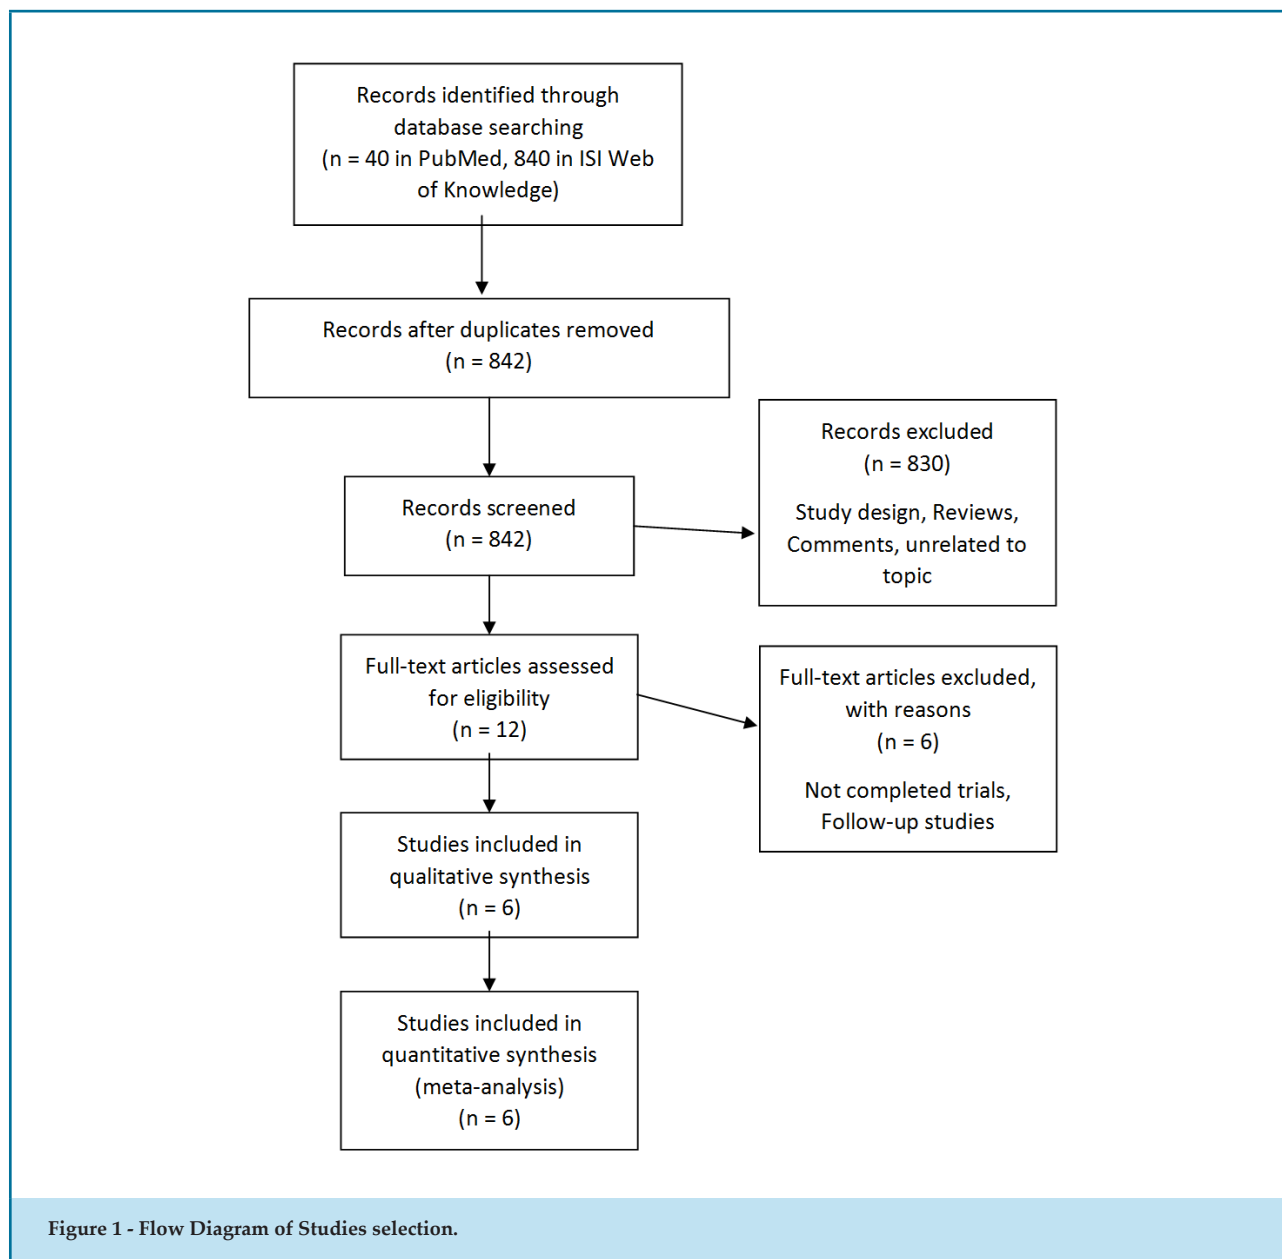 Records identified through
database searching
(n = 40 in PubMed, 840 in ISI Web
of Knowledge)
Records after duplicates removed
(n = 842)
Records screened
(n = 842)
Records excluded
(n = 830)
Study design, Reviews,
Comments, unrelated to
topic
Full-text articles assessed
for eligibility
(n = 12)
Full-text articles excluded,
with reasons
(n = 6)
Not completed trials,
Follow-up studies
Studies included in
qualitative synthesis
(n = 6)
Studies included in
quantitative synthesis
(meta-analysis)
(n = 6)
Figure 1 - Flow Diagram of Studies selection.